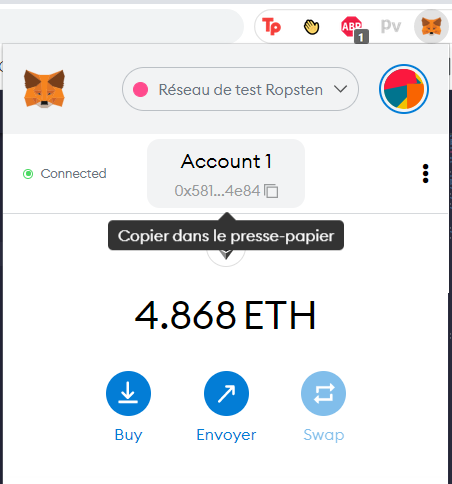 Tp
ABP
1
pv
Réseau de test Ropsten
Connected
Account 1
0x581...4e84
Copier dans le presse-papier
4.868 ETH
Buy
Envoyer
Swap